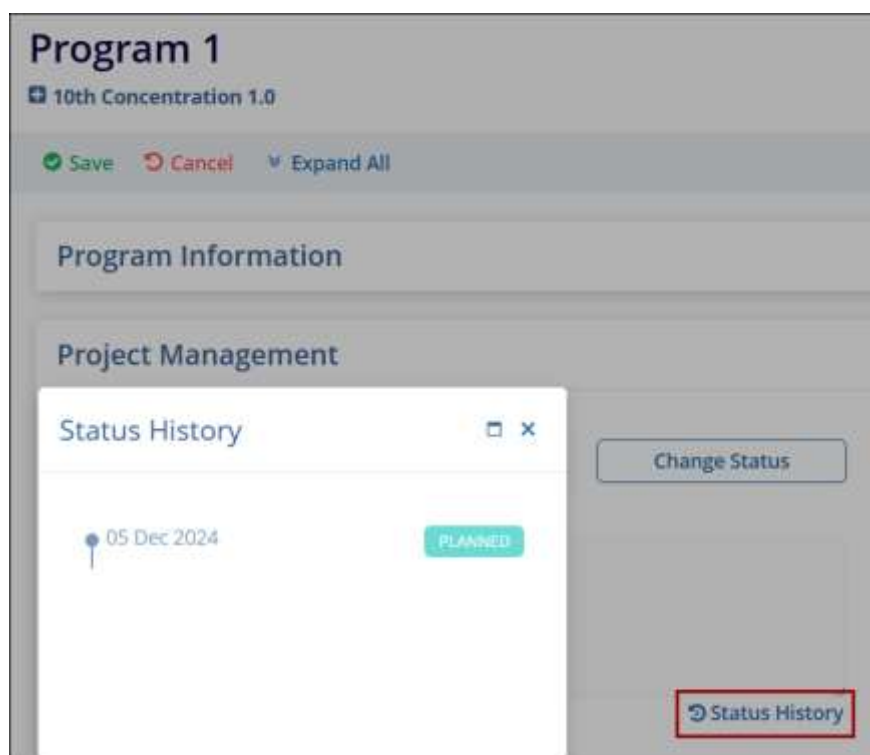 Program 1
10th Concentration 1.0
Save Cancel Expand All
Program Information
Project Management
Status History
Change Status
05 Dec 2024 PLANNED
Status History